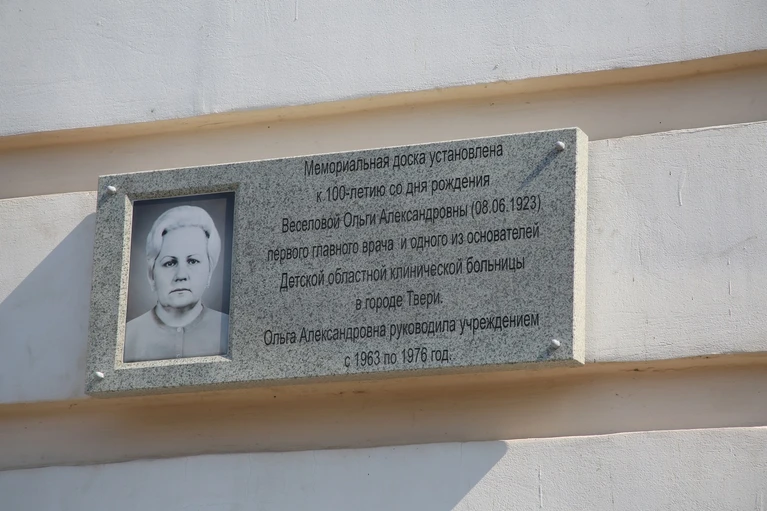 Мемориальная доска установлена
к 100-летию со дня рождения
Веселовой Ольги Александровны (08.06.1923)
первого главного врача и одного из основателей
Детской областной клинической больницы
в городе Твери.
Ольга Александровна руководила учреждением
с 1963 по 1976 год.